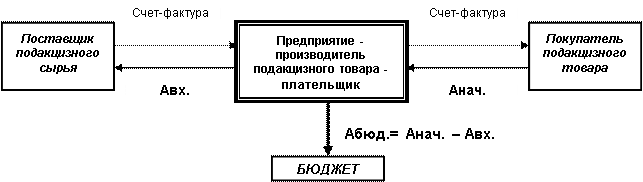 Счет-фактура
Счет-фактура
Поставщик
подакцизного
сырья
Предприятие -
производитель
подакцизного товара -
плательщик
Покупатель
подакцизного
товара
Авх.
Анач.
Абюд.= Анач. – Авх.
БЮДЖЕТ